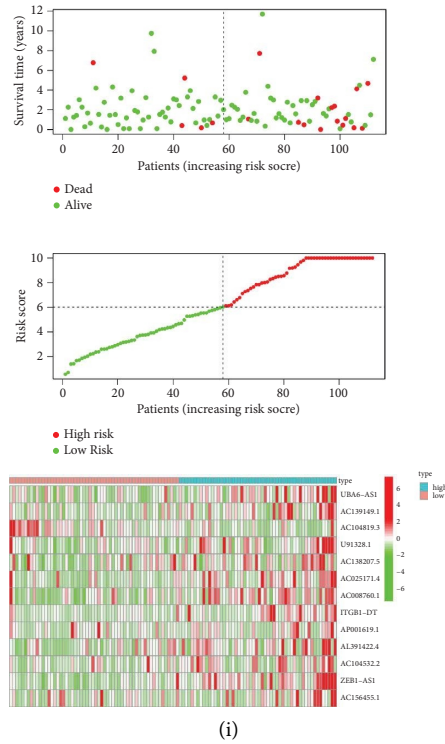 12
10
8
6
4
2
0
Survival time (years)
0 20 40 60 80 100
Patients (increasing risk socre)
Dead
Alive
10
8
6
4
2
Risk score
0 20 40 60 80 100
Patients (increasing risk socre)
High risk
Low Risk
type
type
high
low
UBA6-AS1
AC139149.1
AC104819.3
U91328.1
AC138207.5
AC025171.4
AC008760.1
ITGB1-DT
AP001619.1
AL391422.4
AC104532.2
ZEB1-AS1
AC156455.1
6
4
2
0
−2
−4
−6
(i)